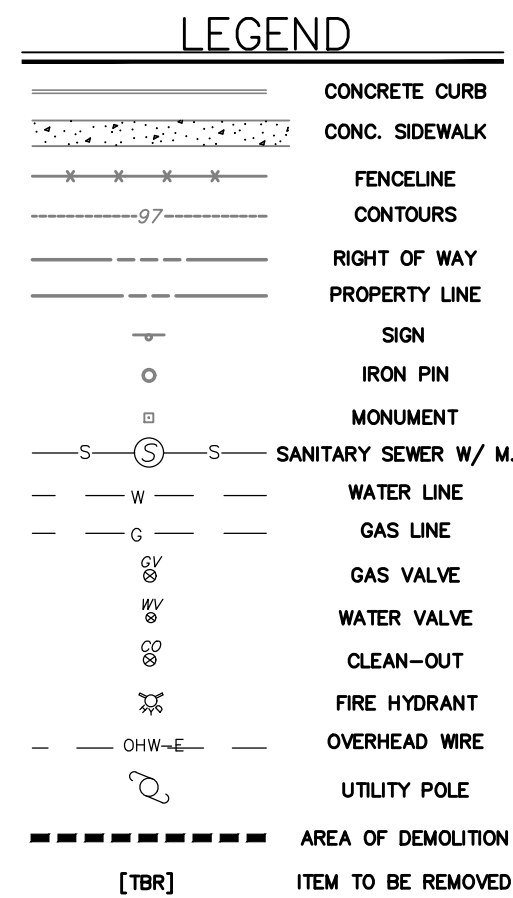 LEGEND
CONCRETE CURB
CONC. SIDEWALK
FENCELINE
97 CONTOURS
RIGHT OF WAY
PROPERTY LINE
SIGN
IRON PIN
MONUMENT
S S S SANITARY SEWER W/ M.
W WATER LINE
G GAS LINE
GV GAS VALVE
WV WATER VALVE
CO CLEAN-OUT
FIRE HYDRANT
OHW-E OVERHEAD WIRE
UTILITY POLE
AREA OF DEMOLITION
[TBR] ITEM TO BE REMOVED